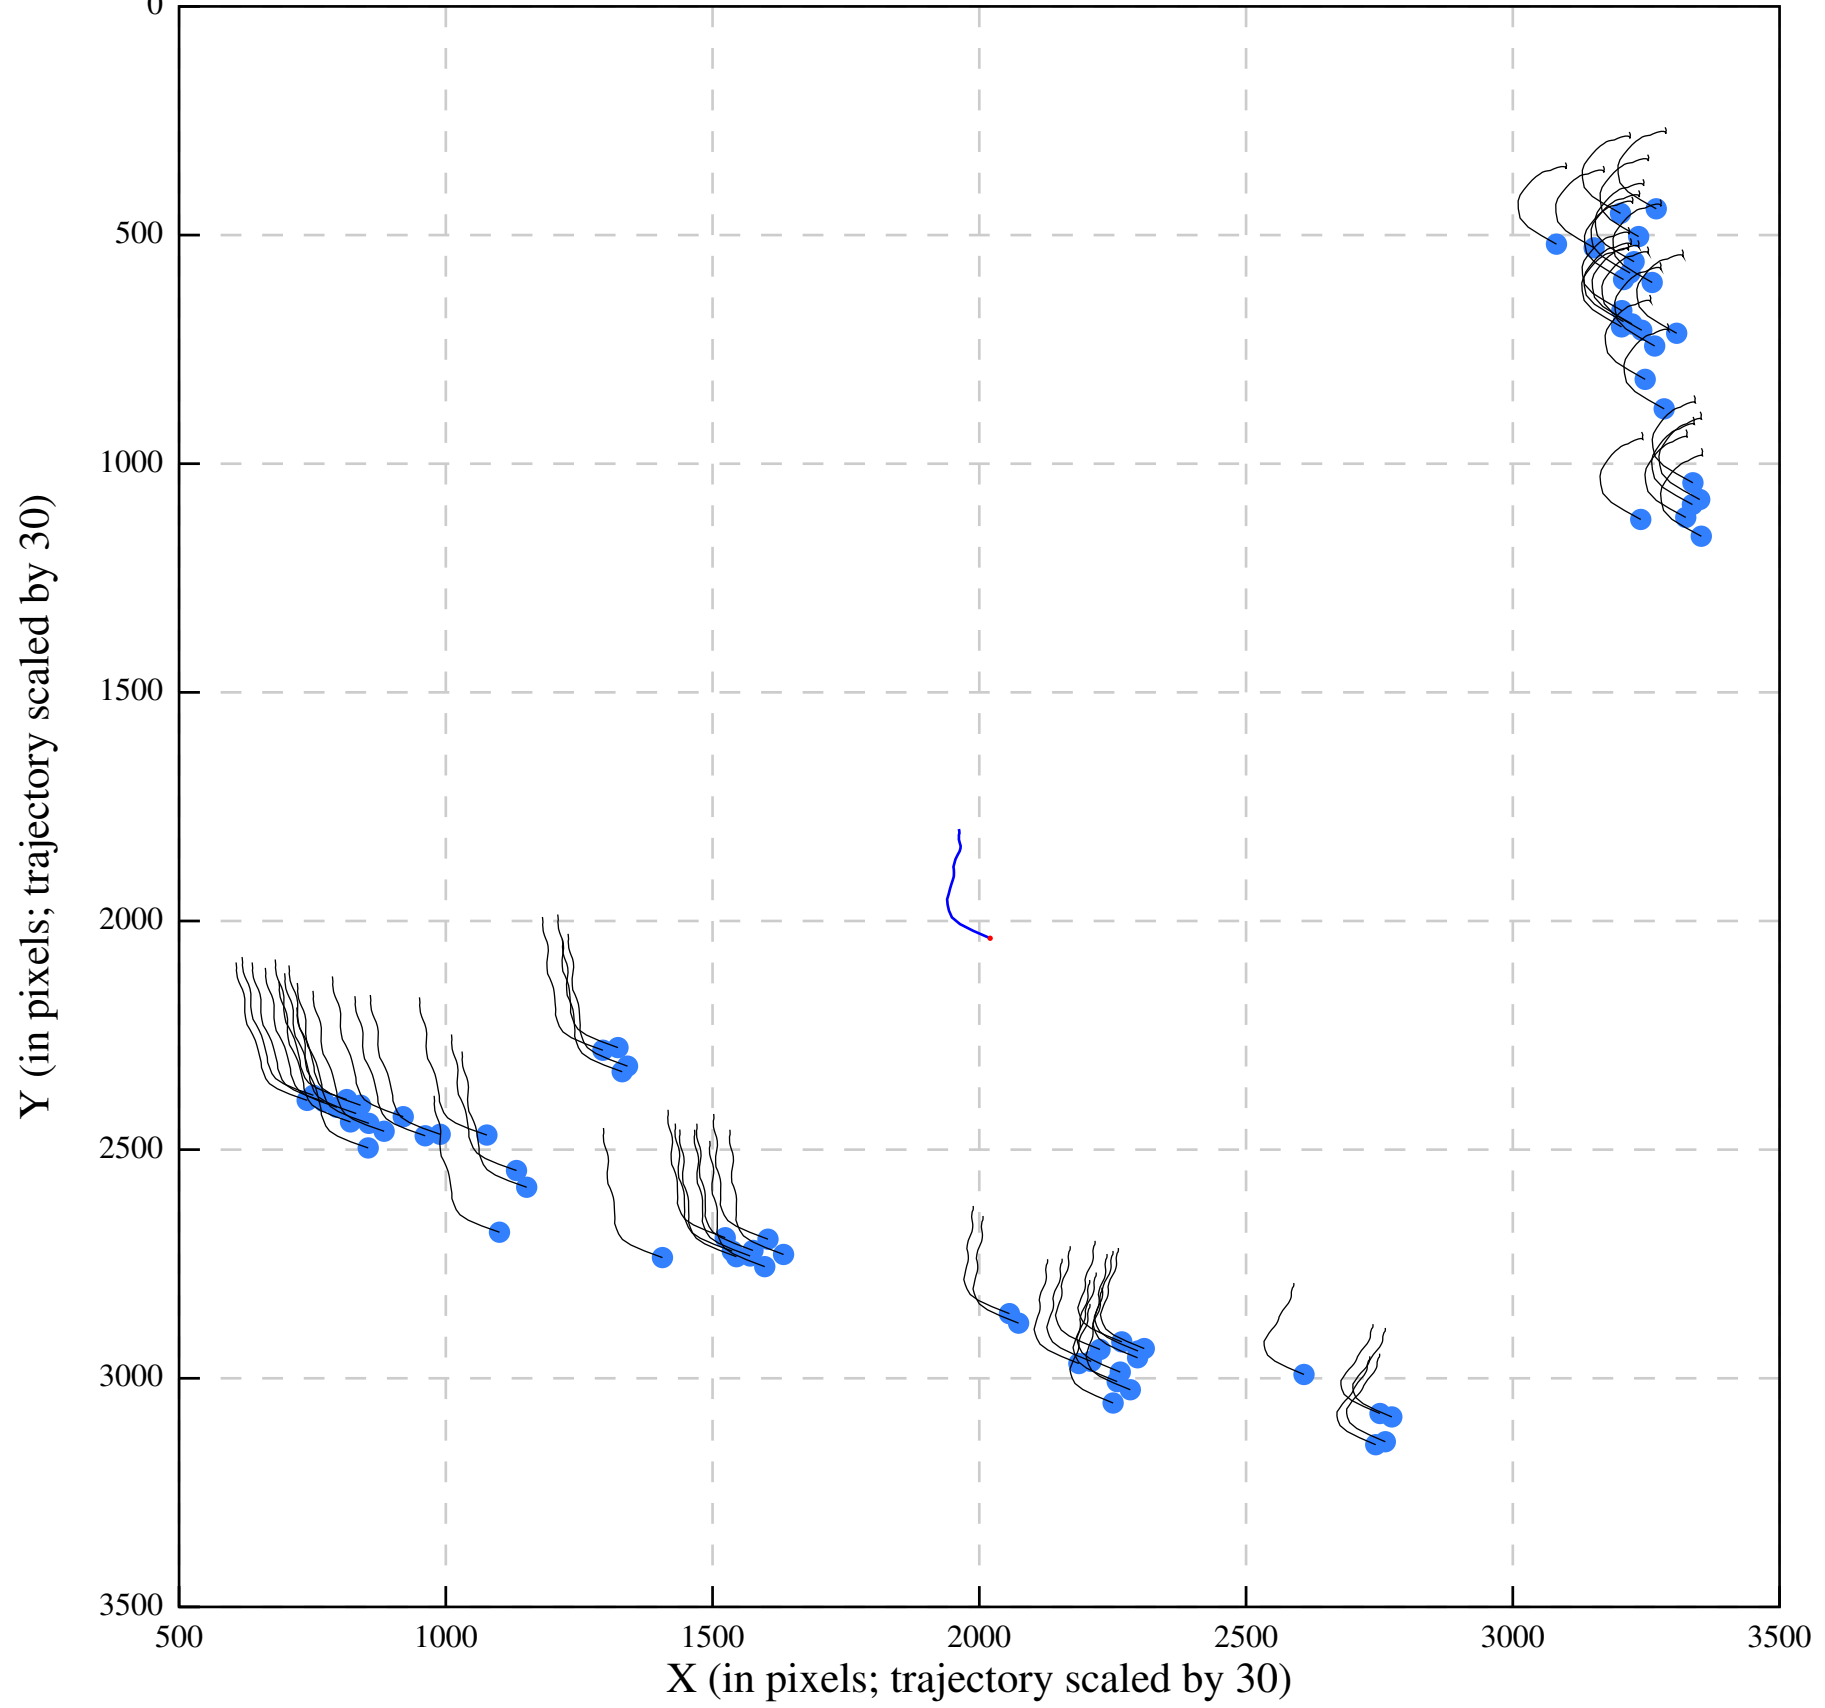 0
500
1000
1500
2000
2500
3000
3500
Y (in pixels; trajectory scaled by 30)
500 1000 1500 2000 2500 3000 3500
X (in pixels; trajectory scaled by 30)